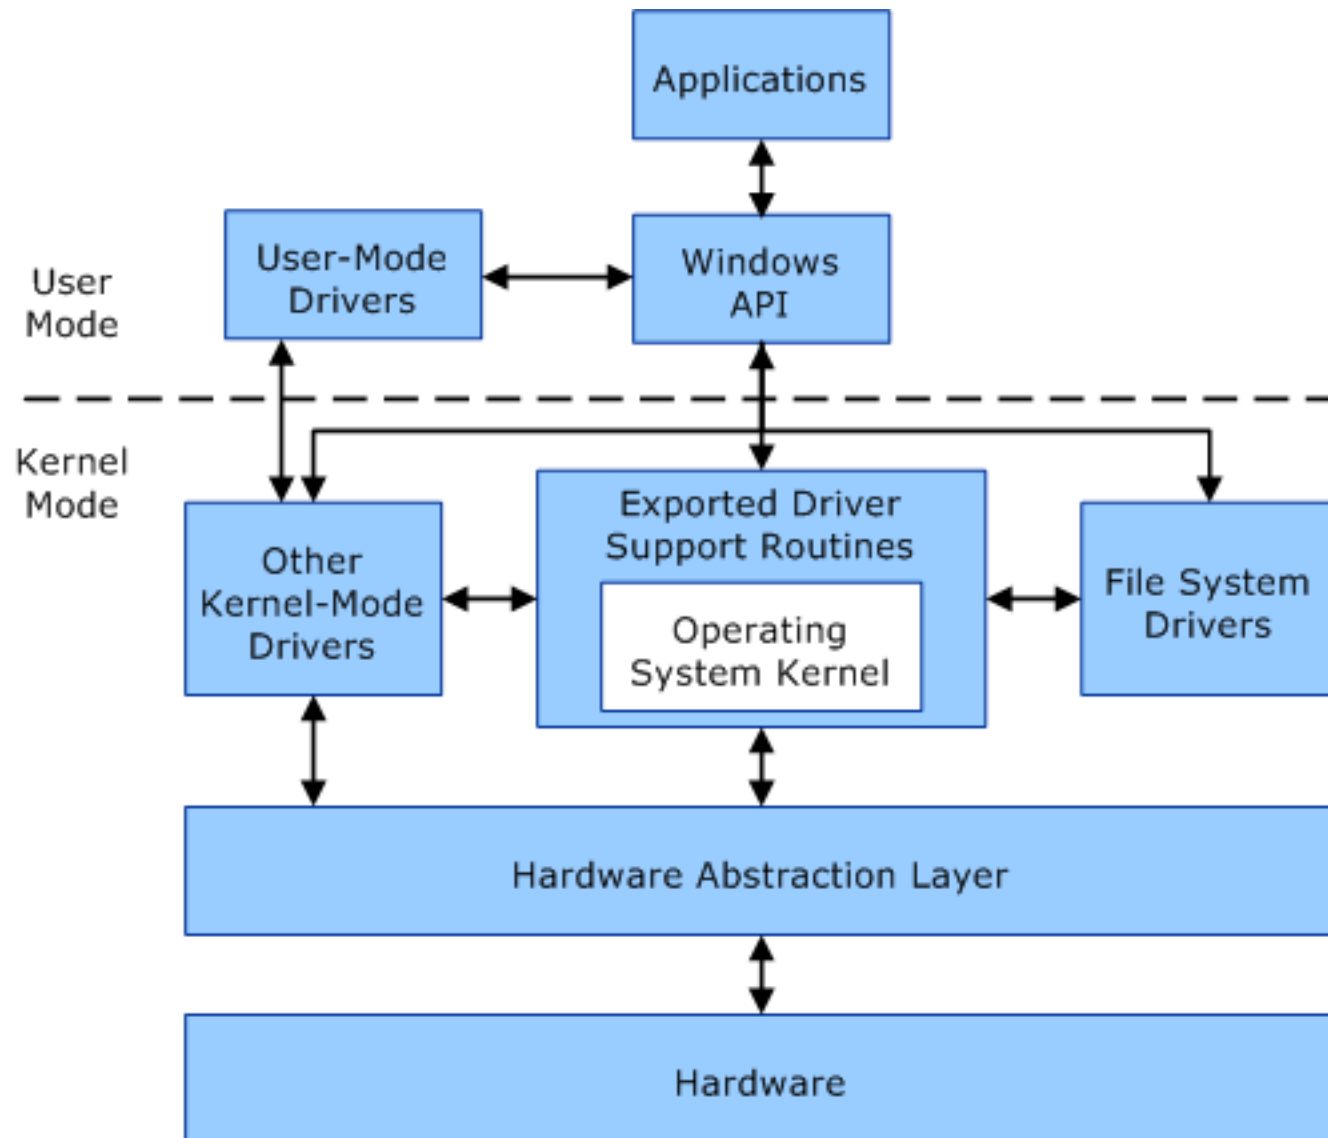 Applications
User-Mode
Drivers
Windows
API
User
Mode
Kernel
Mode
Exported Driver
Support Routines
Other
Kernel-Mode
Drivers
Operating
System Kernel
File System
Drivers
Hardware Abstraction Layer
Hardware